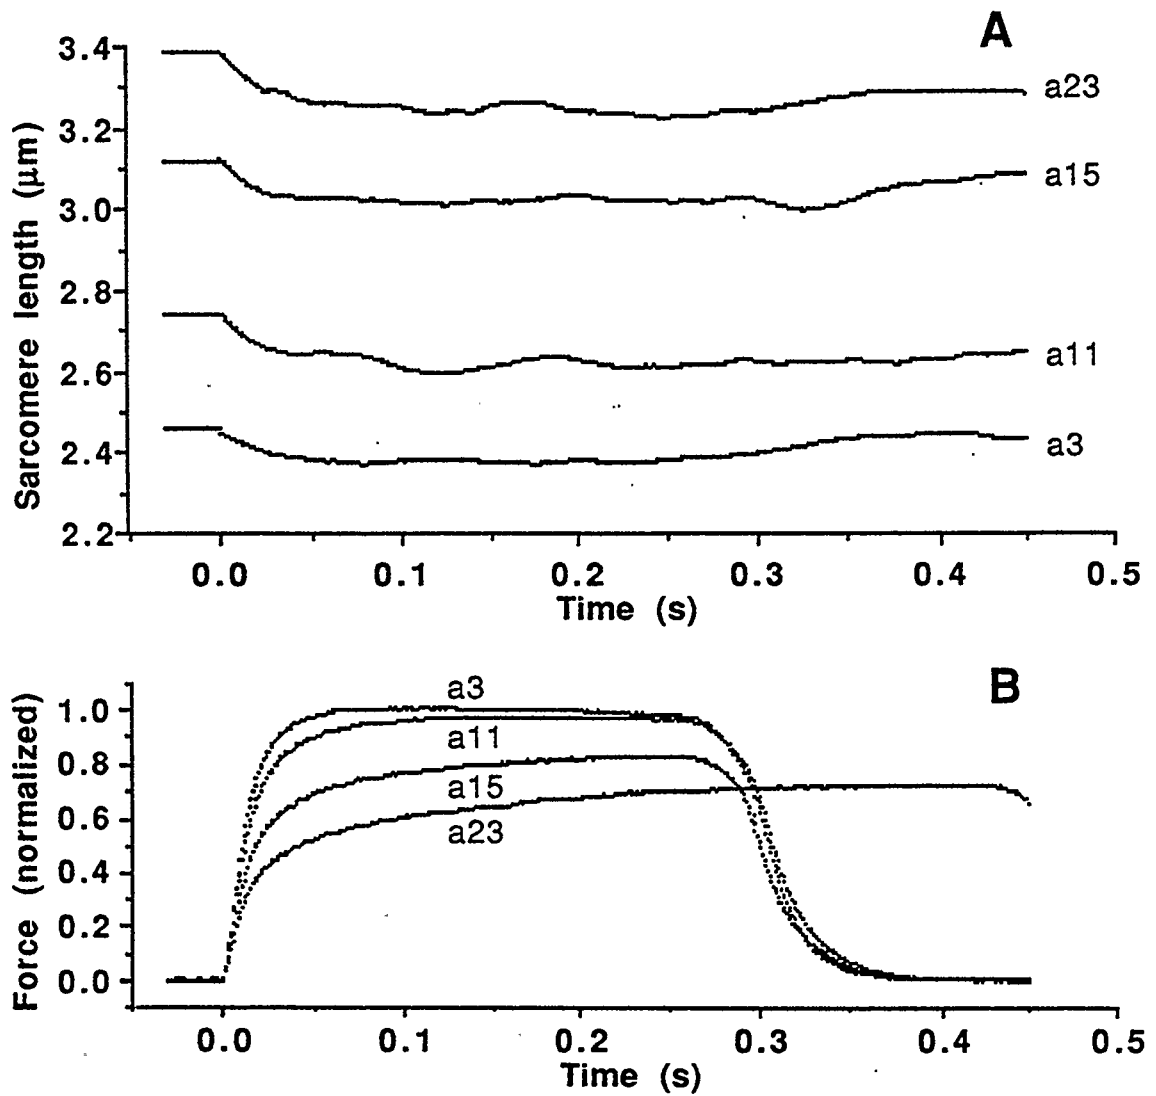 A
3.4
a23
3.2
a15
3.0
2.8
a11
2.6
a3
2.4
2.2
Sarcomere length (µm)
0.0 0.1 0.2 0.3 0.4 0.5
Time (s)
B
a3
1.0
a11
0.8
a15
0.6
a23
0.4
0.2
0.0
Force (normalized)
0.0 0.1 0.2 0.3 0.4 0.5
Time (s)